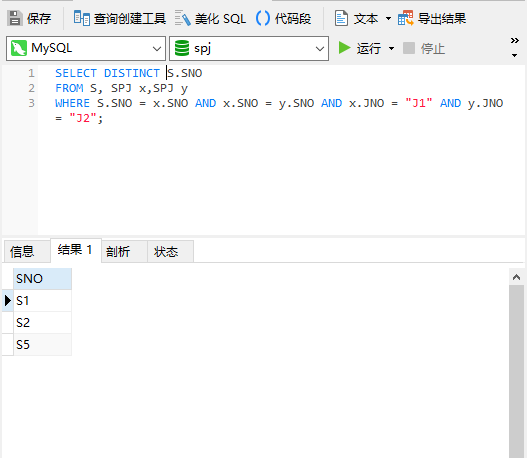 保存 查询创建工具 美化 SQL 代码段 文本 导出结果
MySQL spj 运行 停止
1 SELECT DISTINCT S.SNO
2 FROM S, SPJ x,SPJ y
3 WHERE S.SNO = x.SNO AND x.SNO = y.SNO AND x.JNO = "J1" AND y.JNO
= "J2";
信息 结果 1 剖析 状态
SNO
S1
S2
S5